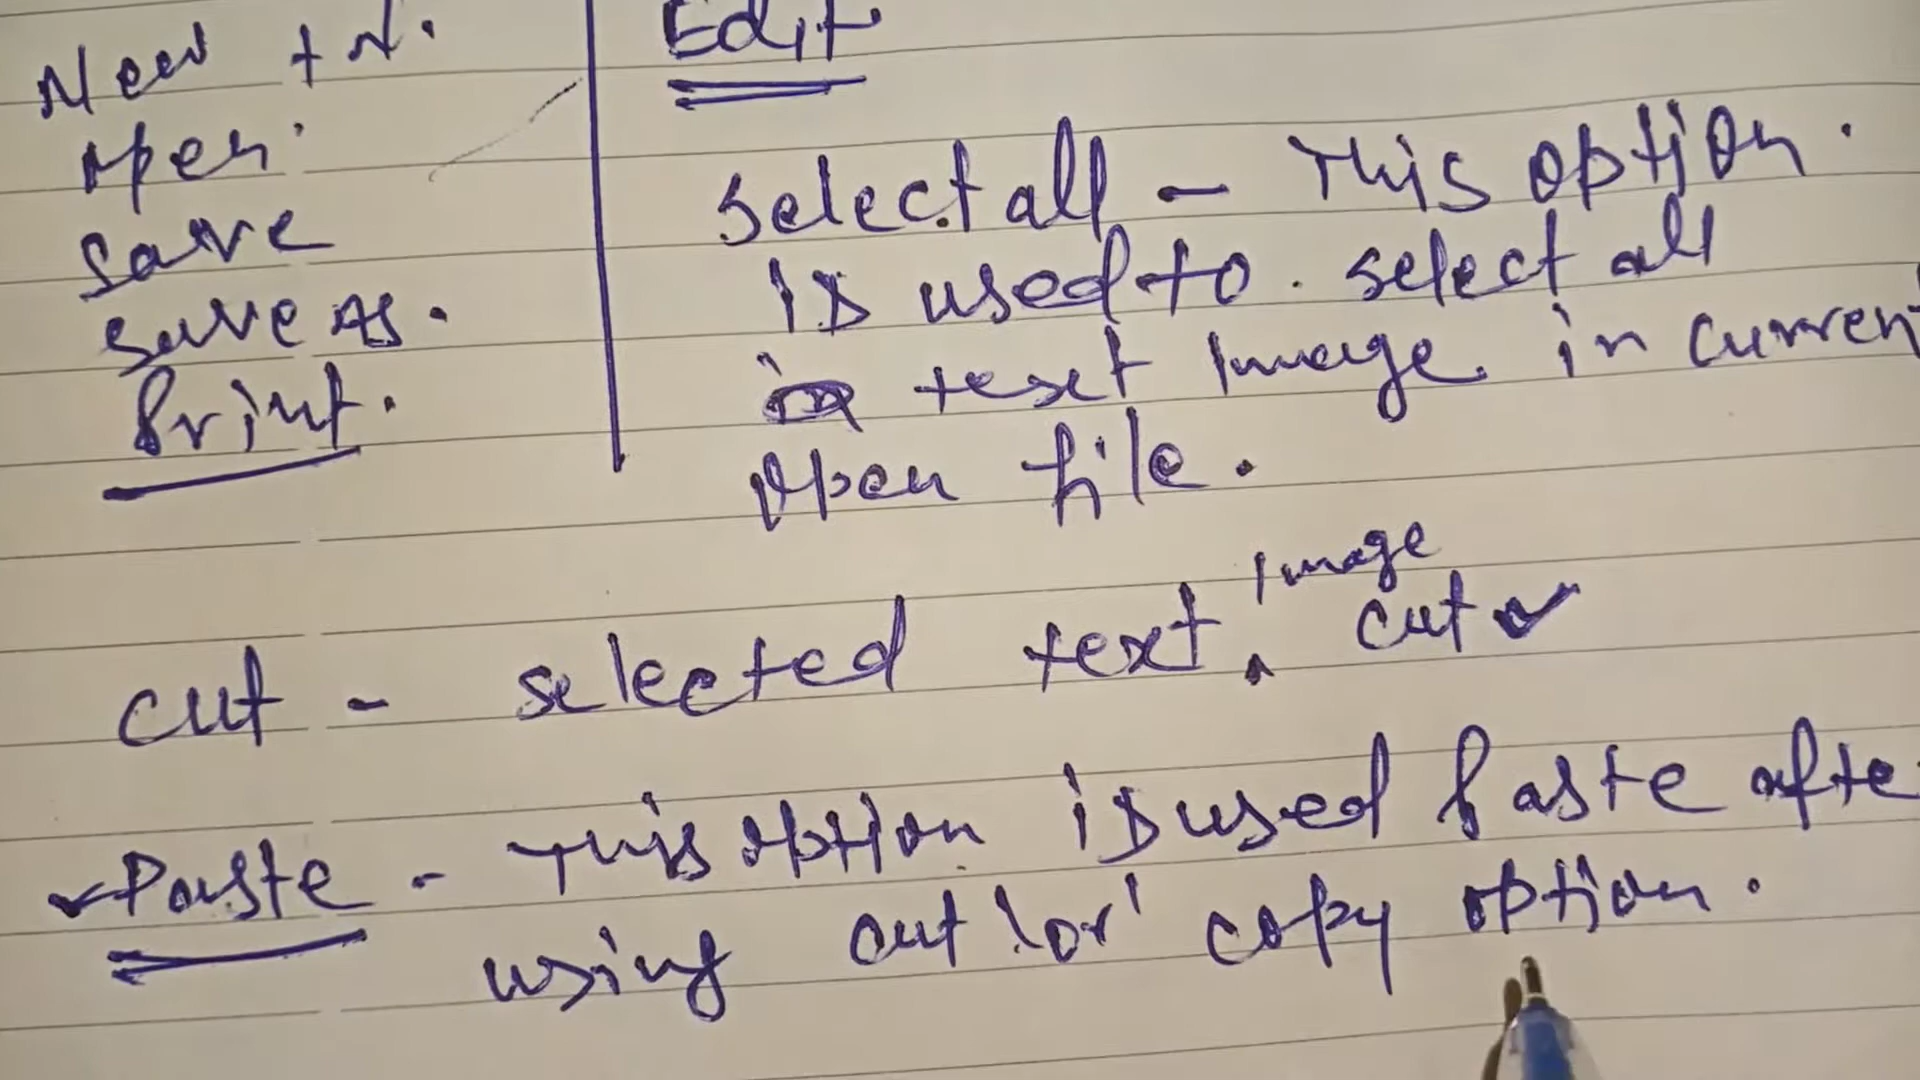 New
open.
save
save as.
Print.
Edit
select all - This option.
is used to. select all
text Image in curren
open file.
Image
cut - selected text, cut ✓
✓ Paste - This option is used Paste afte
using cut 'or' copy option.